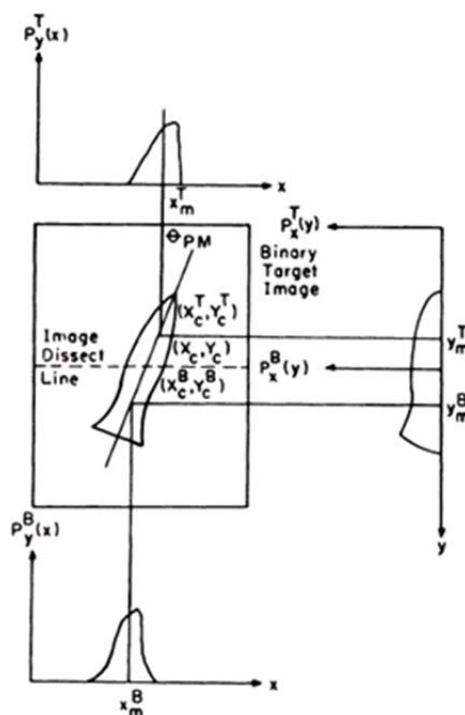 P_y^T(x)
x
x_m^T
θ PM
P_x^T(y)
Binary
Target
Image
(X_c^T, Y_c^T)
y_m^T
Image
Dissect
Line
(X_c, Y_c)
P_x^B(y)
(X_c^B, Y_c^B)
y_m^B
y
P_y^B(x)
x
x_m^B